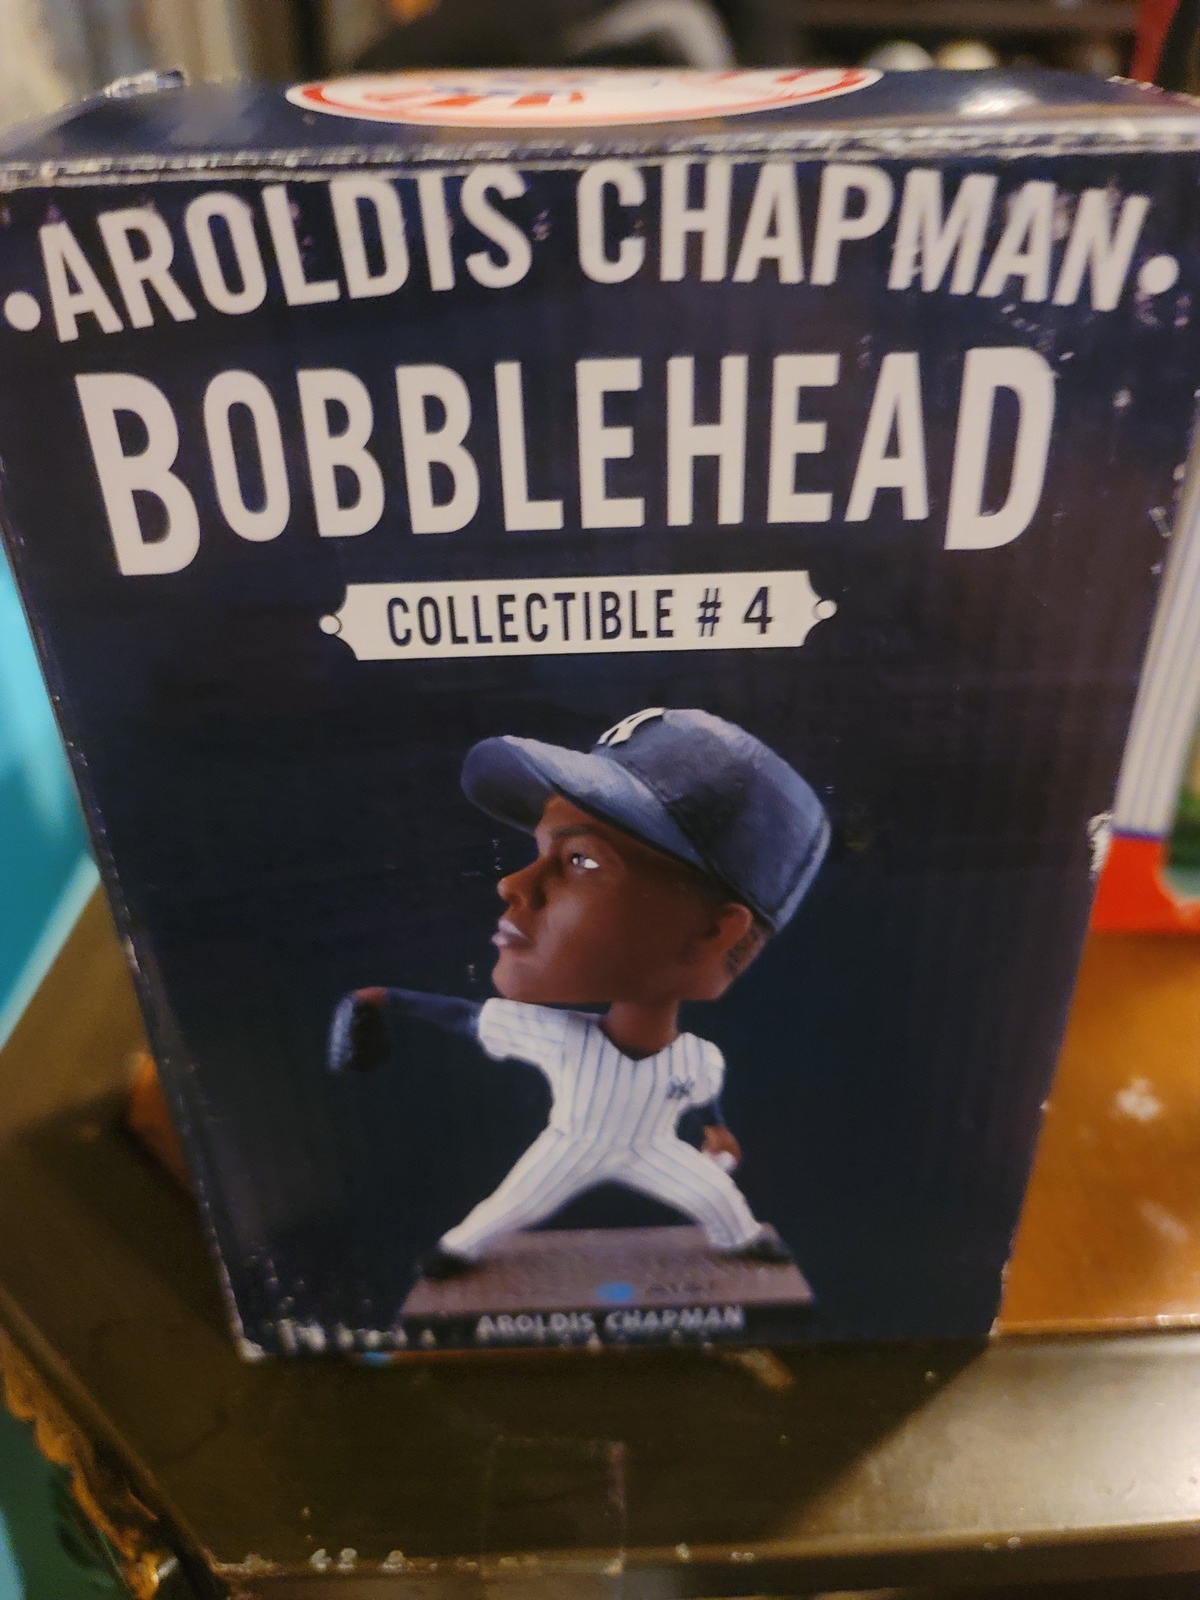 •AROLDIS CHAPMAN•
BOBBLEHEAD
COLLECTIBLE # 4
AROLDIS CHAPMAN